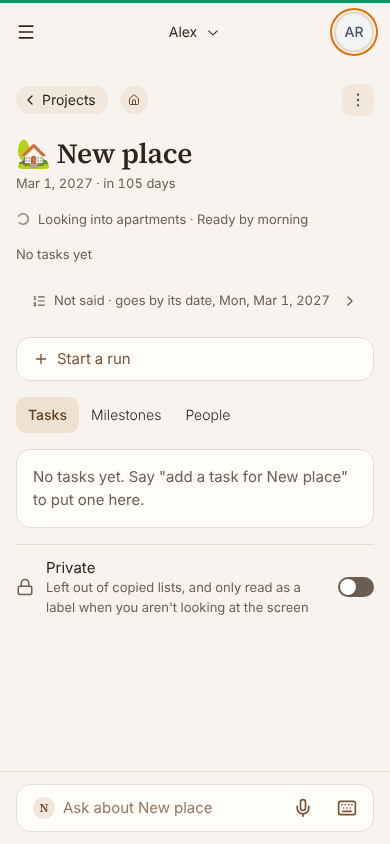 Alex
AR
Projects
🏡 New place
Mar 1, 2027 · in 105 days
Looking into apartments · Ready by morning
No tasks yet
Not said · goes by its date, Mon, Mar 1, 2027
Start a run
Tasks Milestones People
No tasks yet. Say "add a task for New place"
to put one here.
Private
Left out of copied lists, and only read as a
label when you aren't looking at the screen
N Ask about New place